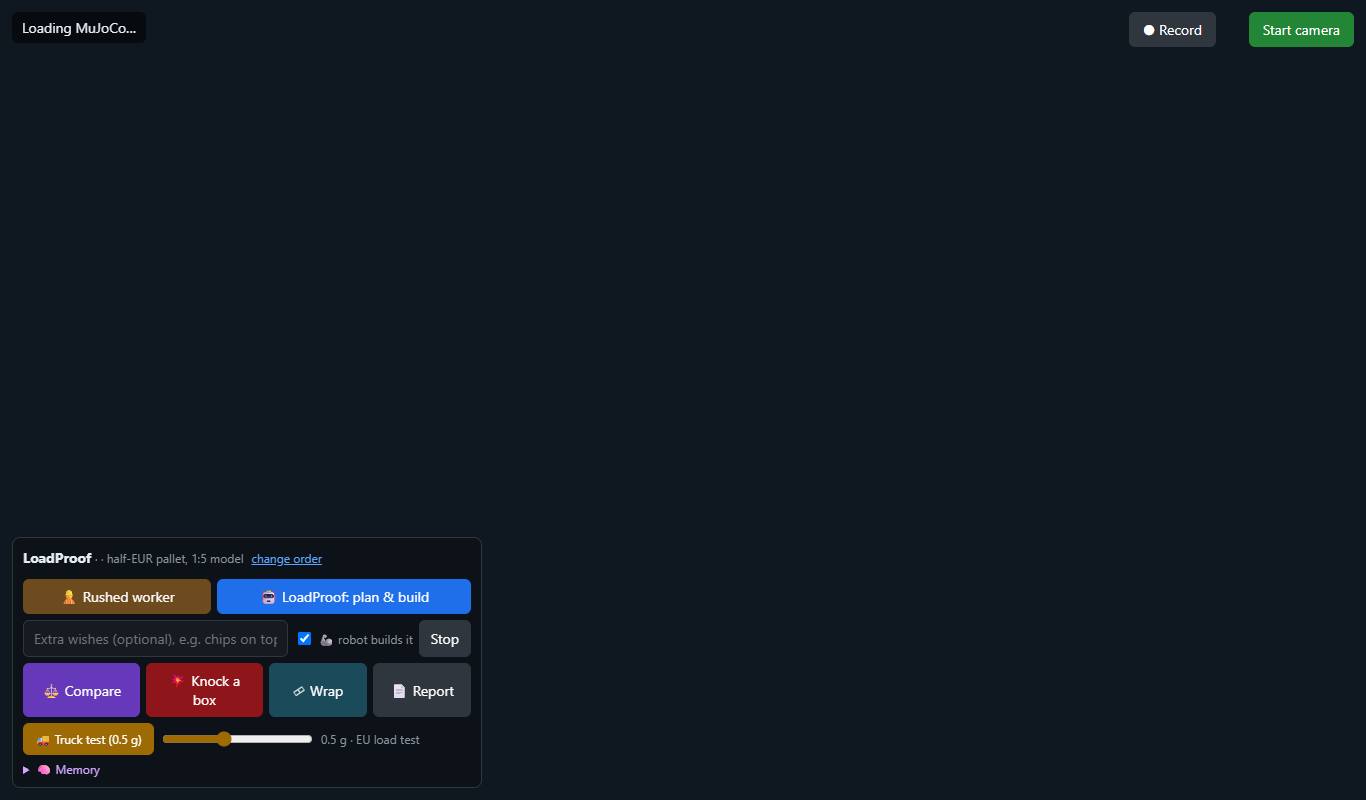 Loading MuJoCo...
Record
Start camera
LoadProof · · half-EUR pallet, 1:5 model change order
Rushed worker
LoadProof: plan & build
Extra wishes (optional), e.g. chips on top
robot builds it
Stop
Compare
Knock a
box
Wrap
Report
Truck test (0.5 g)
0.5 g · EU load test
Memory